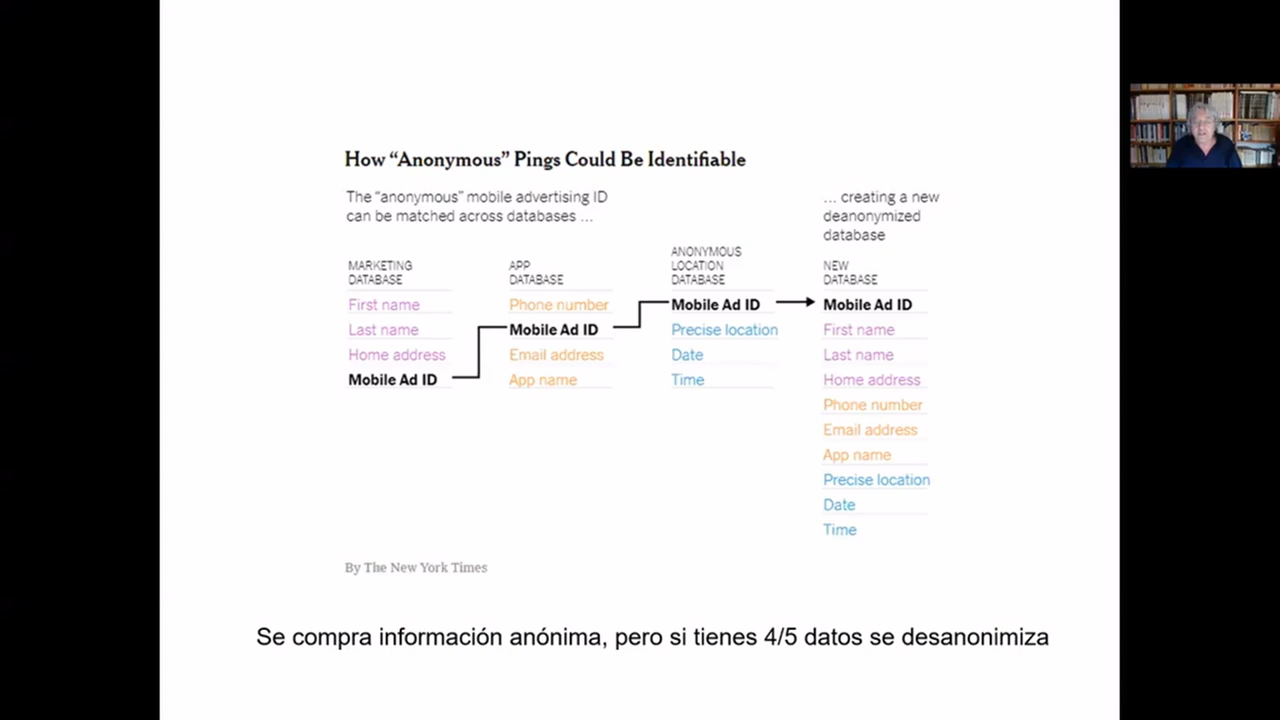 How “Anonymous” Pings Could Be Identifiable
The “anonymous” mobile advertising ID
can be matched across databases ...
... creating a new
deanonymized
database
MARKETING
DATABASE
First name
Last name
Home address
Mobile Ad ID
APP
DATABASE
Phone number
Mobile Ad ID
Email address
App name
ANONYMOUS
LOCATION
DATABASE
Mobile Ad ID
Precise location
Date
Time
NEW
DATABASE
Mobile Ad ID
First name
Last name
Home address
Phone number
Email address
App name
Precise location
Date
Time
By The New York Times
Se compra información anónima, pero si tienes 4/5 datos se desanonimiza